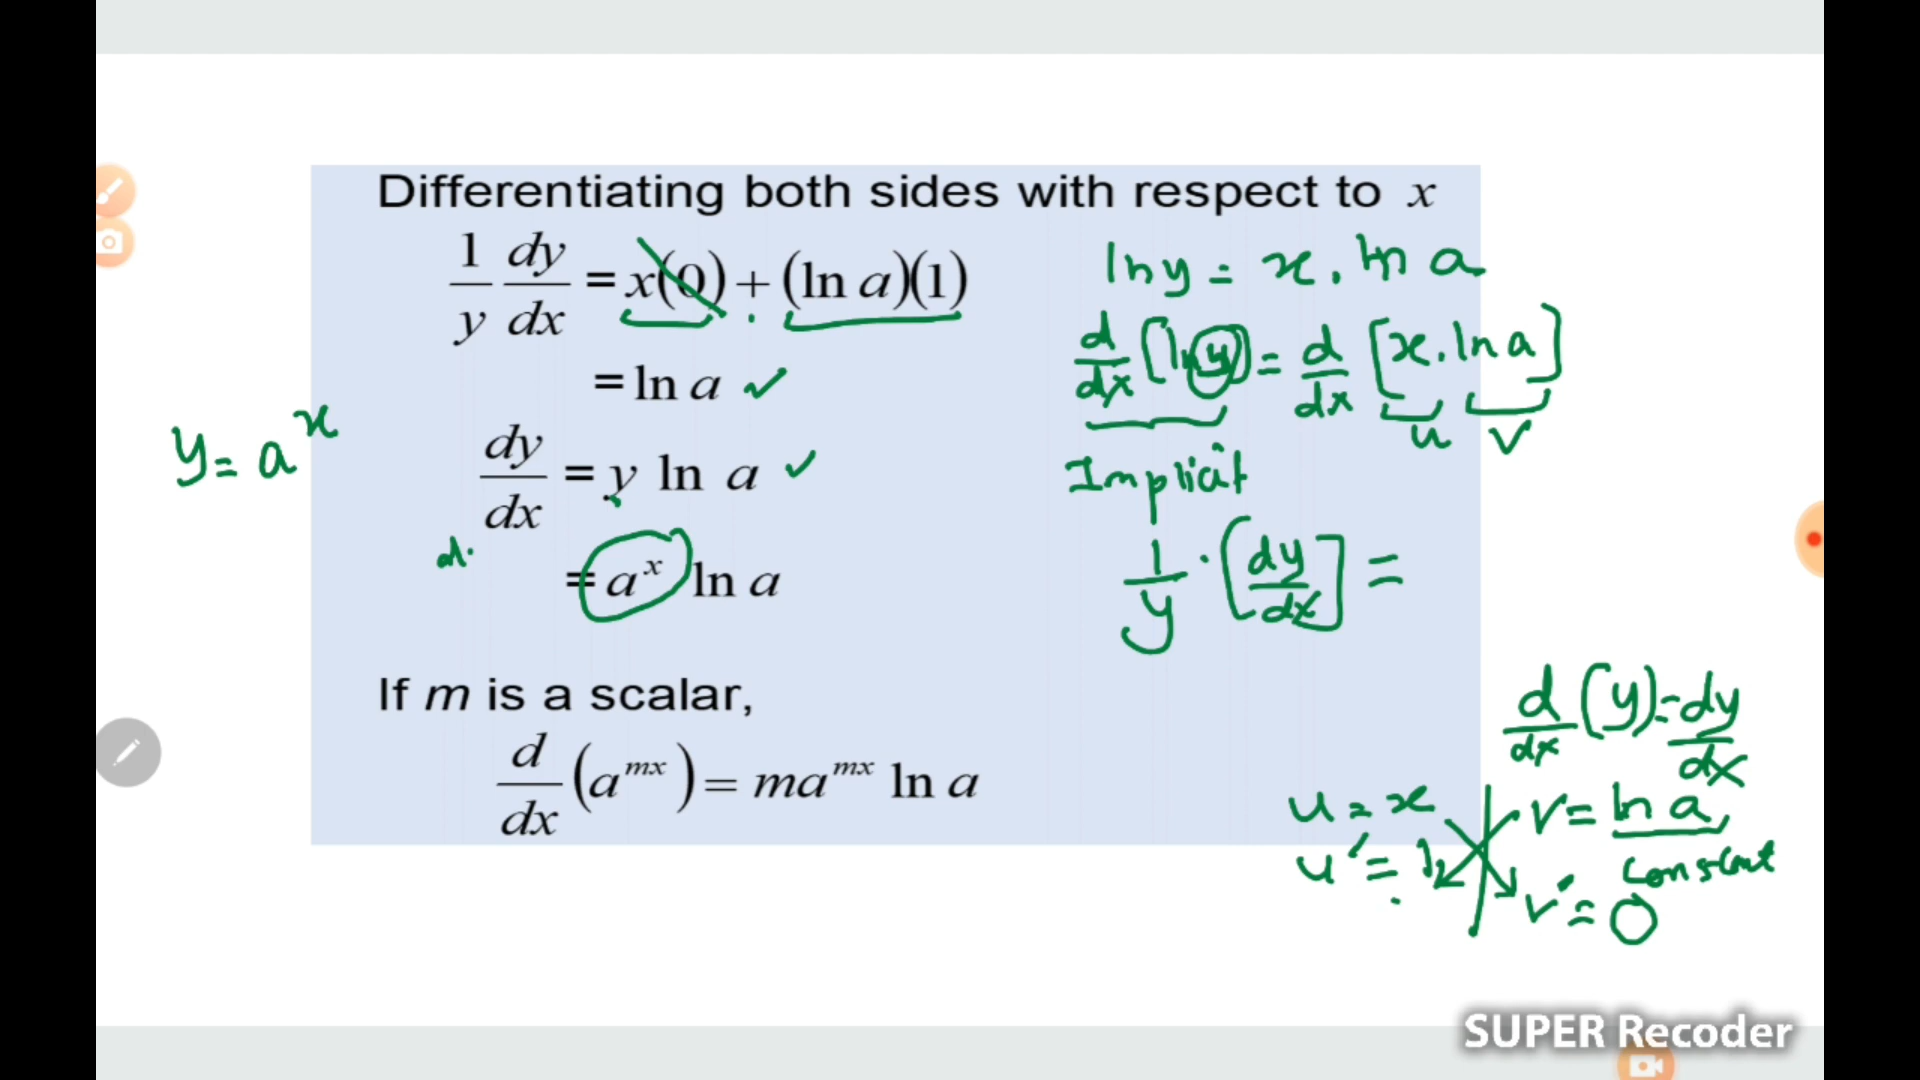 Differentiating both sides with respect to x
1/y dy/dx = x(0) + (ln a)(1)
= ln a ✓
dy/dx = y ln a ✓
= a^x ln a
If m is a scalar,
d/dx (a^{mx}) = ma^{mx} ln a
y = a^x
ln y = x . ln a
d/dx [ln y] = d/dx [x . ln a]
u v
Implicit
1/y · [dy/dx] =
d/dx (y) = dy/dx
u = x
v = ln a
u' = 1
constant
v' = 0
SUPER Recoder